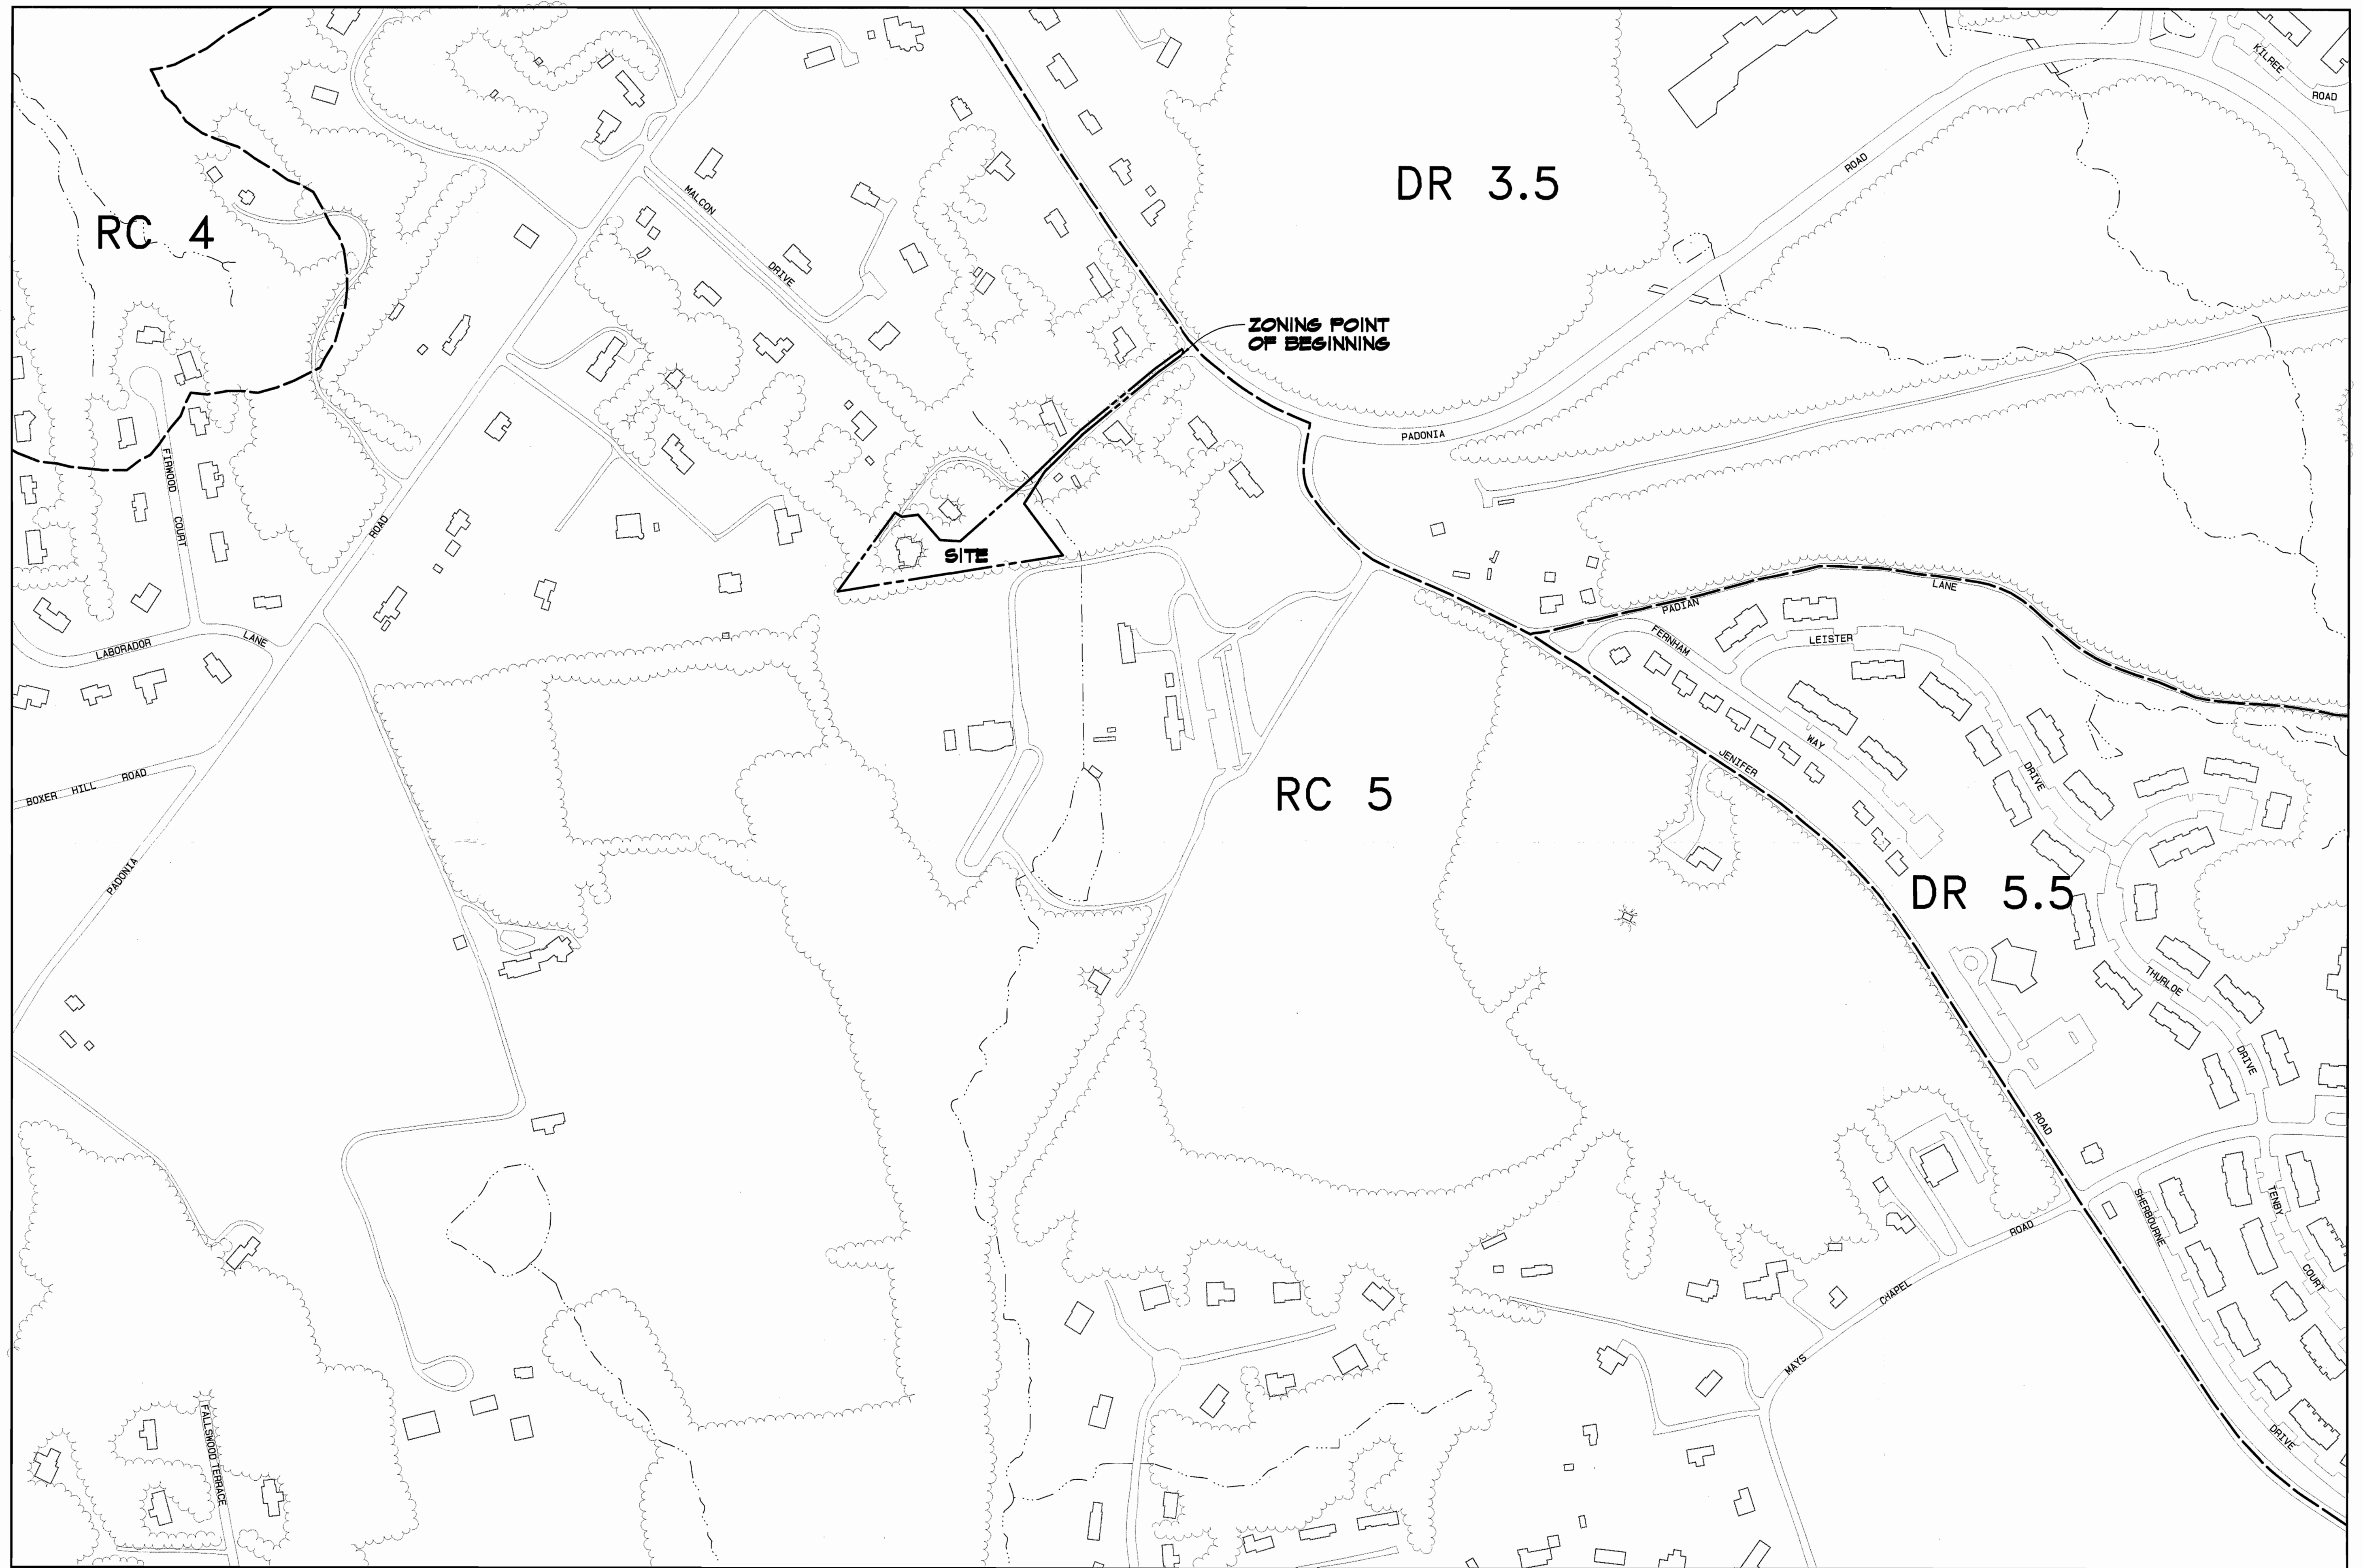 KILREE
ROAD
ROAD
DR 3.5
MALCON
RC 4
DRIVE
ZONING POINT
OF BEGINNING
PADONIA
FIRWOOD
COURT
ROAD
SITE
PADIAN
LANE
FERNHAM
LEISTER
LABORADOR
LANE
WAY
JENIFER
DRIVE
BOXER HILL ROAD
RC 5
PADONIA
DR 5.5
THURLOE
DRIVE
ROAD
SHERBOURNE
TENBY
ROAD
COURT
CHAPEL
MAYS
FALLSWOOD TERRACE
DRIVE